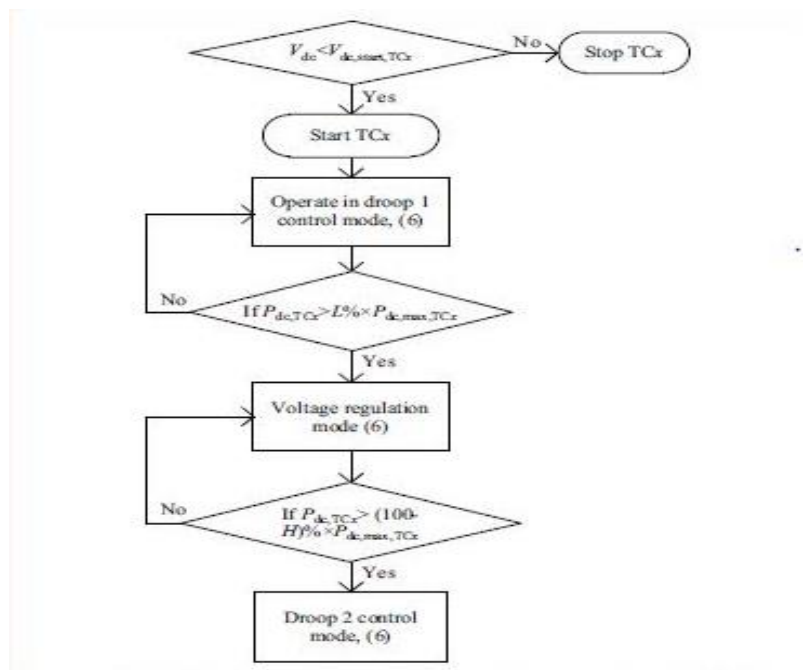 V_dc<V_dc,start,TCx
No
Stop TCx
Yes
Start TCx
Operate in droop 1
control mode, (6)
No
If P_dc,TCx>L%×P_dc,max,TCx
Yes
Voltage regulation
mode (6)
No
If P_dc,TCx> (100-
H)%×P_dc,max,TCx
Yes
Droop 2 control
mode, (6)